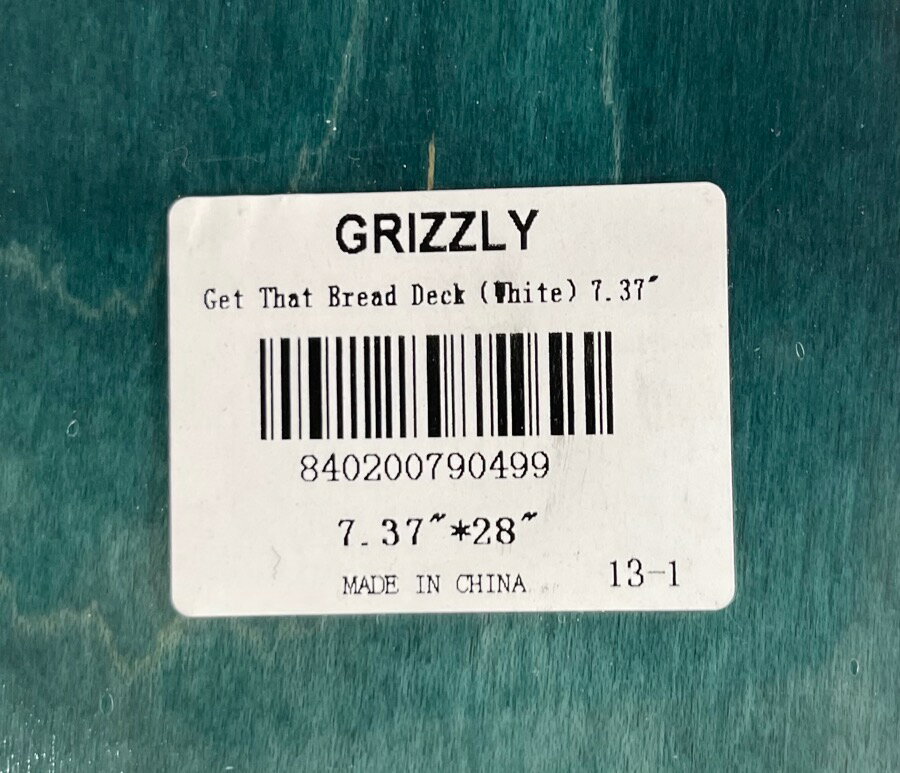 GRIZZLY
Get That Bread Deck (White) 7.37"
840200790499
7.37"*28"
MADE IN CHINA
13-1